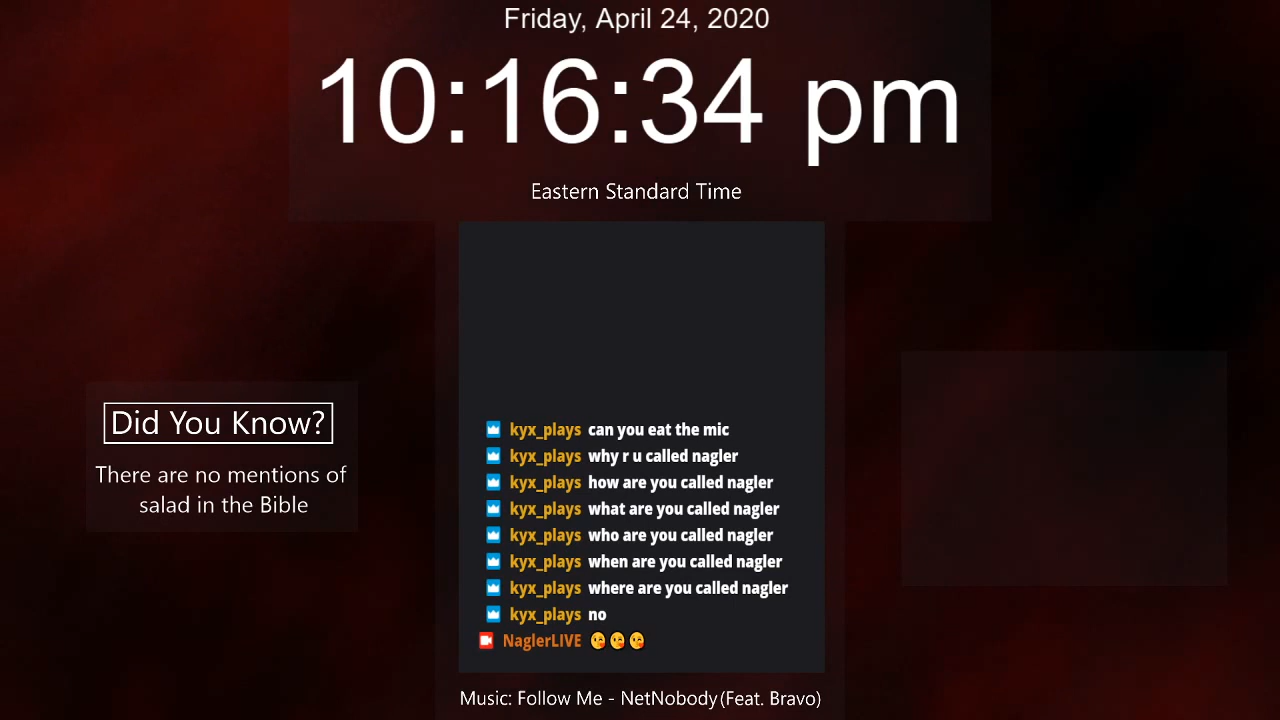 Friday, April 24, 2020
10:16:34 pm
Eastern Standard Time
Did You Know?
There are no mentions of
salad in the Bible
kyx_plays can you eat the mic
kyx_plays why r u called nagler
kyx_plays how are you called nagler
kyx_plays what are you called nagler
kyx_plays who are you called nagler
kyx_plays when are you called nagler
kyx_plays where are you called nagler
kyx_plays no
NaglerLIVE 😘😘😘
Music: Follow Me - NetNobody(Feat. Bravo)